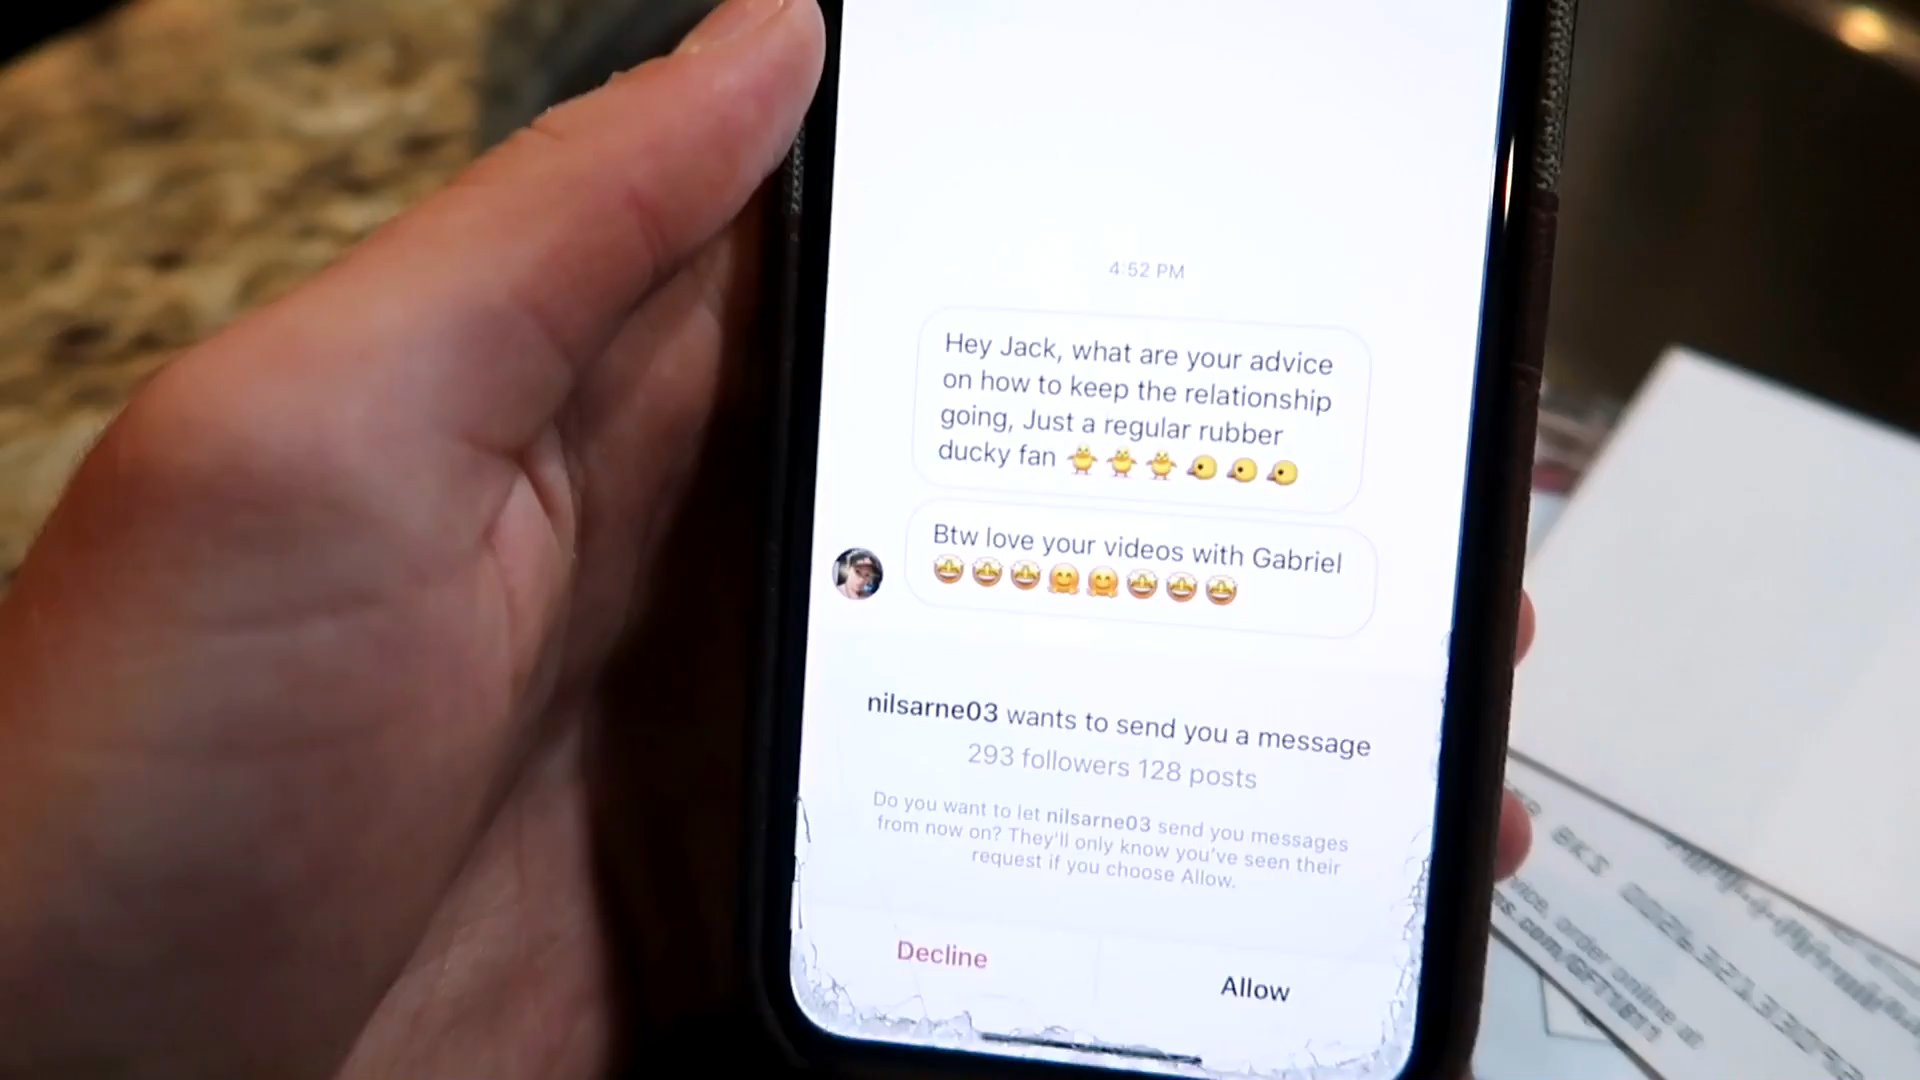 4:52 PM
Hey Jack, what are your advice
on how to keep the relationship
going, Just a regular rubber
ducky fan 🐥🐥🐥🐤🐤🐤
Btw love your videos with Gabriel
🤩🤩🤩🤗🤗🤩🤩🤩
nilsarne03 wants to send you a message
293 followers 128 posts
Do you want to let nilsarne03 send you messages
from now on? They'll only know you've seen their
request if you choose Allow.
Decline
Allow
order online at